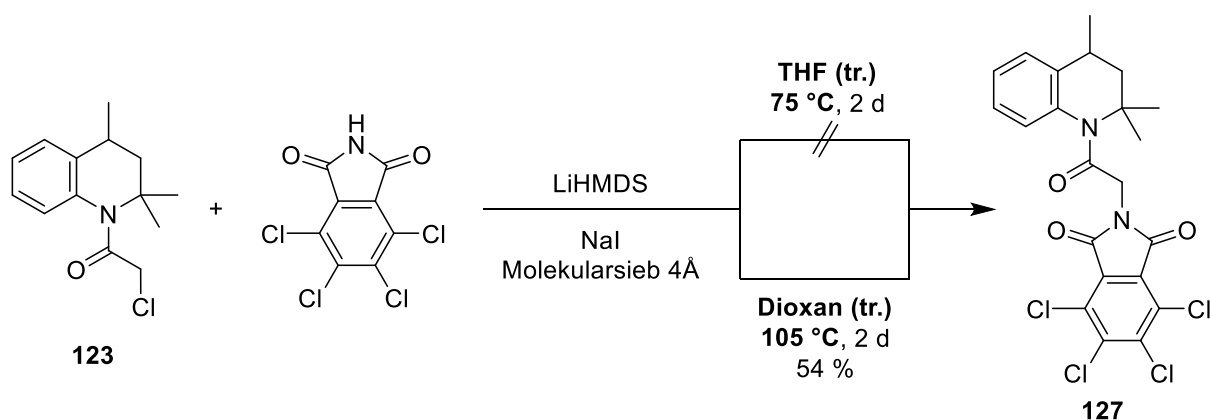 THF (tr.)
75 °C, 2 d
LiHMDS
NaI
Molekularsieb 4Å
Dioxan (tr.)
105 °C, 2 d
54 %
N
O
Cl
123
+
H
N
O
O
Cl
Cl
Cl
Cl
N
O
N
O
O
Cl
Cl
Cl
Cl
127